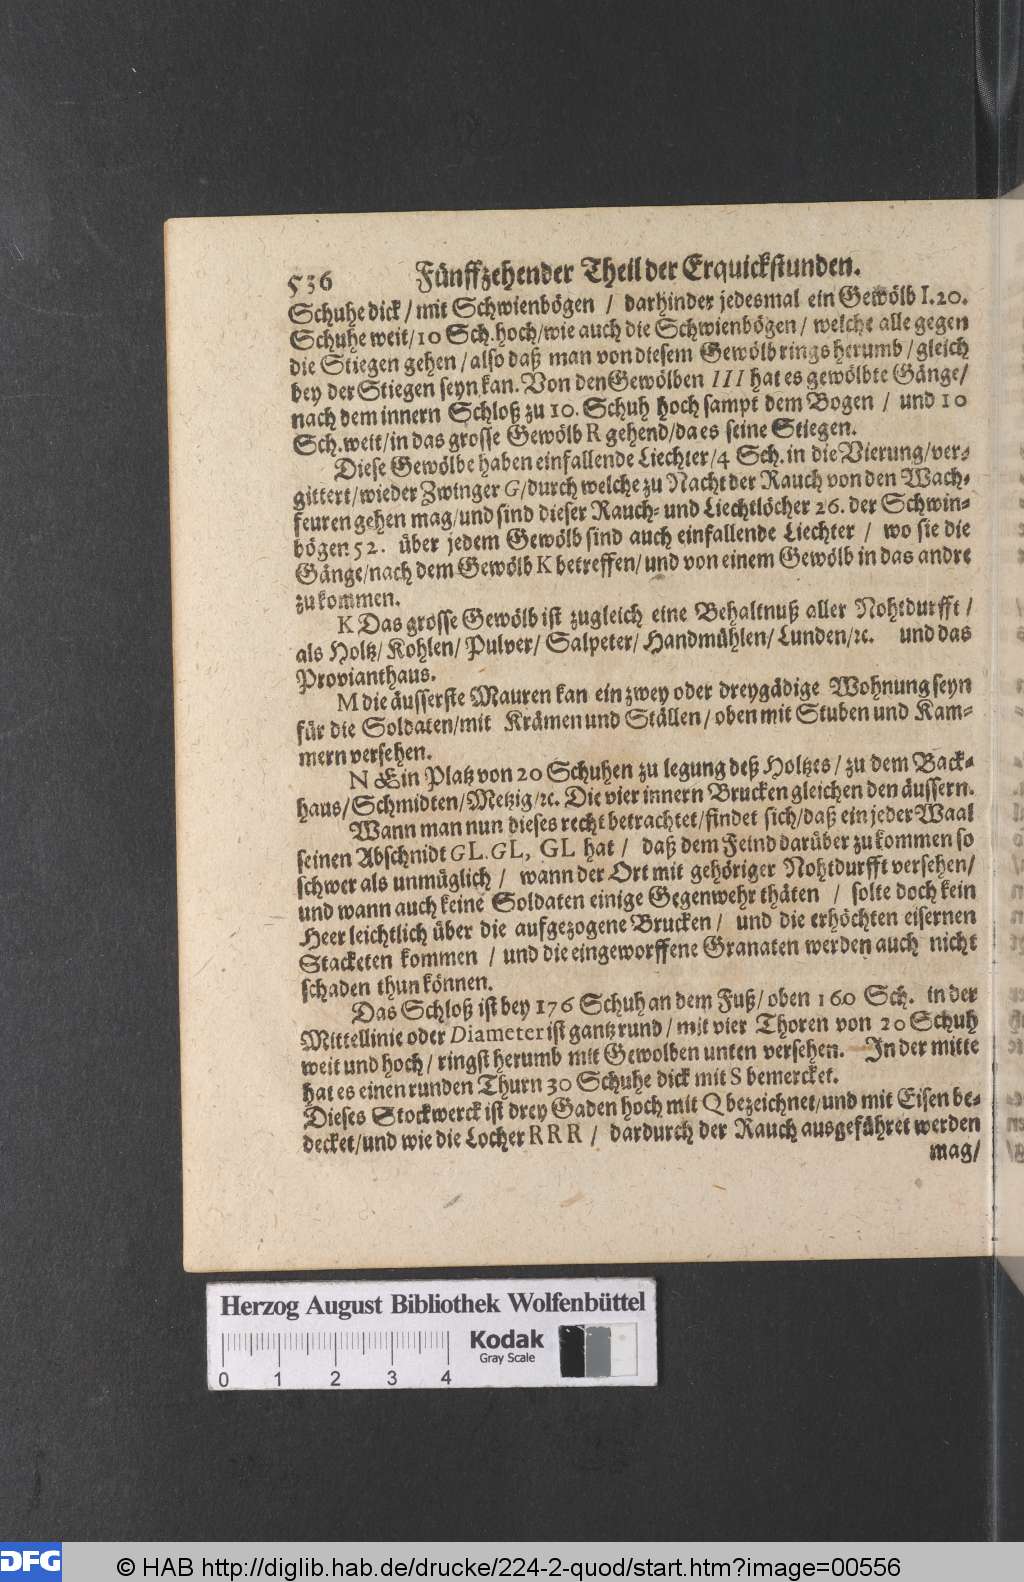 536 Fünffzehender Theil der Erquickstunden.
Schuhe dick / mit Schwienbögen / darhinder jedesmal ein Gewölb I. 20.
Schuhe weit / 10 Sch. hoch / wie auch die Schwienbögen / welche alle gegen
die Stiegen gehen / also daß man von diesem Gewölb rings herumb / gleich
bey der Stiegen seyn kan. Von den Gewölben III hat es gewölbte Gänge /
nach dem innern Schloß zu 10. Schuh hoch sampt dem Bogen / und 10
Sch. weit / in das grosse Gewölb R gehend / da es seine Stiegen.
Diese Gewölbe haben einfallende Liechter / 4 Sch. in die Vierung / ver-
gittert / wie der Zwinger G / durch welche zu Nacht der Rauch von den Wach-
feuren gehen mag / und sind dieser Rauch- und Liechtlöcher 26. der Schwin-
bögen 52. über jedem Gewölb sind auch einfallende Liechter / wo sie die
Gänge / nach dem Gewölb K betreffen / und von einem Gewölb in das andre
zu kommen.
K Das grosse Gewölb ist zugleich eine Behaltnuß aller Nohtdurfft /
als Holtz / Kohlen / Pulver / Salpeter / Handmühlen / Lunden / ꝛc. und das
Provianthaus.
M die äusserste Mauren kan ein zwey oder dreygädige Wohnung seyn
für die Soldaten / mit Krämen und Ställen / oben mit Stuben und Kam-
mern versehen.
N Ein Platz von 20 Schuhen zu legung deß Holtzes / zu dem Back-
haus / Schmidten / Metzig / ꝛc. Die vier innern Brucken gleichen den äussern.
Wann man nun dieses recht betrachtet / findet sich / daß ein jeder Waal
seinen Abschnidt GL. GL, GL hat / daß dem Feind darüber zu kommen so
schwer als unmüglich / wann der Ort mit gehöriger Nohtdurfft versehen /
und wann auch keine Soldaten einige Gegenwehr thäten / solte doch kein
Heer leichtlich über die aufgezogene Brucken / und die erhöchten eisernen
Stacketen kommen / und die eingeworffene Granaten werden auch nicht
schaden thun können.
Das Schloß ist bey 176 Schuh an dem Fuß / oben 160 Sch. in der
Mittellinie oder Diameter ist gantz rund / mit vier Thoren von 20 Schuh
weit und hoch / ringst herumb mit Gewolben unten versehen. In der mitte
hat es einen runden Thurn 30 Schuhe dick mit S bemercket.
Dieses Stockwerck ist drey Gaden hoch mit Q bezeichnet / und mit Eisen be-
decket / und wie die Locher RRR / dardurch der Rauch ausgeführet werden
mag /
Herzog August Bibliothek Wolfenbüttel
Kodak
Gray Scale
0 1 2 3 4
DFG © HAB http://diglib.hab.de/drucke/224-2-quod/start.htm?image=00556